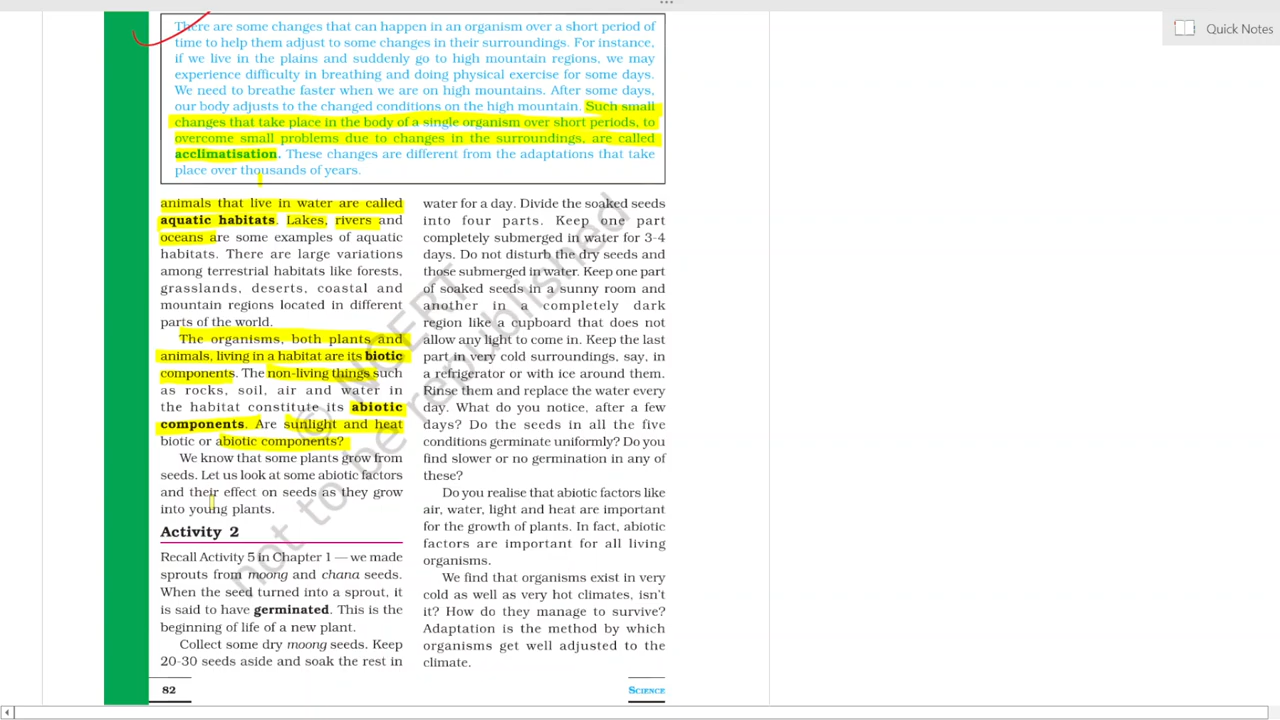 There are some changes that can happen in an organism over a short period of
time to help them adjust to some changes in their surroundings. For instance,
if we live in the plains and suddenly go to high mountain regions, we may
experience difficulty in breathing and doing physical exercise for some days.
We need to breathe faster when we are on high mountains. After some days,
our body adjusts to the changed conditions on the high mountain. Such small
changes that take place in the body of a single organism over short periods, to
overcome small problems due to changes in the surroundings, are called
acclimatisation. These changes are different from the adaptations that take
place over thousands of years.
animals that live in water are called
aquatic habitats. Lakes, rivers and
oceans are some examples of aquatic
habitats. There are large variations
among terrestrial habitats like forests,
grasslands, deserts, coastal and
mountain regions located in different
parts of the world.
The organisms, both plants and
animals, living in a habitat are its biotic
components. The non-living things such
as rocks, soil, air and water in
the habitat constitute its abiotic
components. Are sunlight and heat
biotic or abiotic components?
We know that some plants grow from
seeds. Let us look at some abiotic factors
and their effect on seeds as they grow
into young plants.
Activity 2
Recall Activity 5 in Chapter 1 — we made
sprouts from moong and chana seeds.
When the seed turned into a sprout, it
is said to have germinated. This is the
beginning of life of a new plant.
Collect some dry moong seeds. Keep
20-30 seeds aside and soak the rest in
water for a day. Divide the soaked seeds
into four parts. Keep one part
completely submerged in water for 3-4
days. Do not disturb the dry seeds and
those submerged in water. Keep one part
of soaked seeds in a sunny room and
another in a completely dark
region like a cupboard that does not
allow any light to come in. Keep the last
part in very cold surroundings, say, in
a refrigerator or with ice around them.
Rinse them and replace the water every
day. What do you notice, after a few
days? Do the seeds in all the five
conditions germinate uniformly? Do you
find slower or no germination in any of
these?
Do you realise that abiotic factors like
air, water, light and heat are important
for the growth of plants. In fact, abiotic
factors are important for all living
organisms.
We find that organisms exist in very
cold as well as very hot climates, isn't
it? How do they manage to survive?
Adaptation is the method by which
organisms get well adjusted to the
climate.
82
SCIENCE
© NCERT
not to be republished
Quick Notes